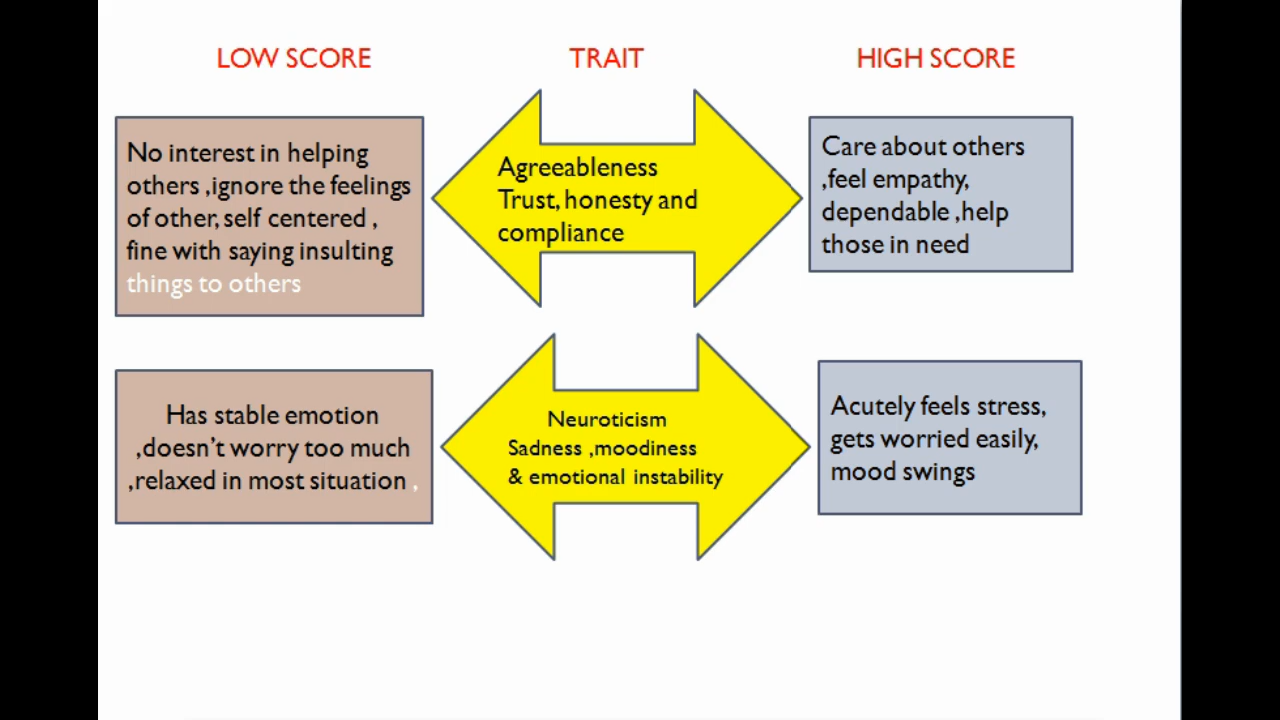 LOW SCORE
TRAIT
HIGH SCORE
No interest in helping
others ,ignore the feelings
of other, self centered ,
fine with saying insulting
things to others
Agreeableness
Trust, honesty and
compliance
Care about others
,feel empathy,
dependable ,help
those in need
Has stable emotion
,doesn’t worry too much
,relaxed in most situation ,
Neuroticism
Sadness ,moodiness
& emotional instability
Acutely feels stress,
gets worried easily,
mood swings